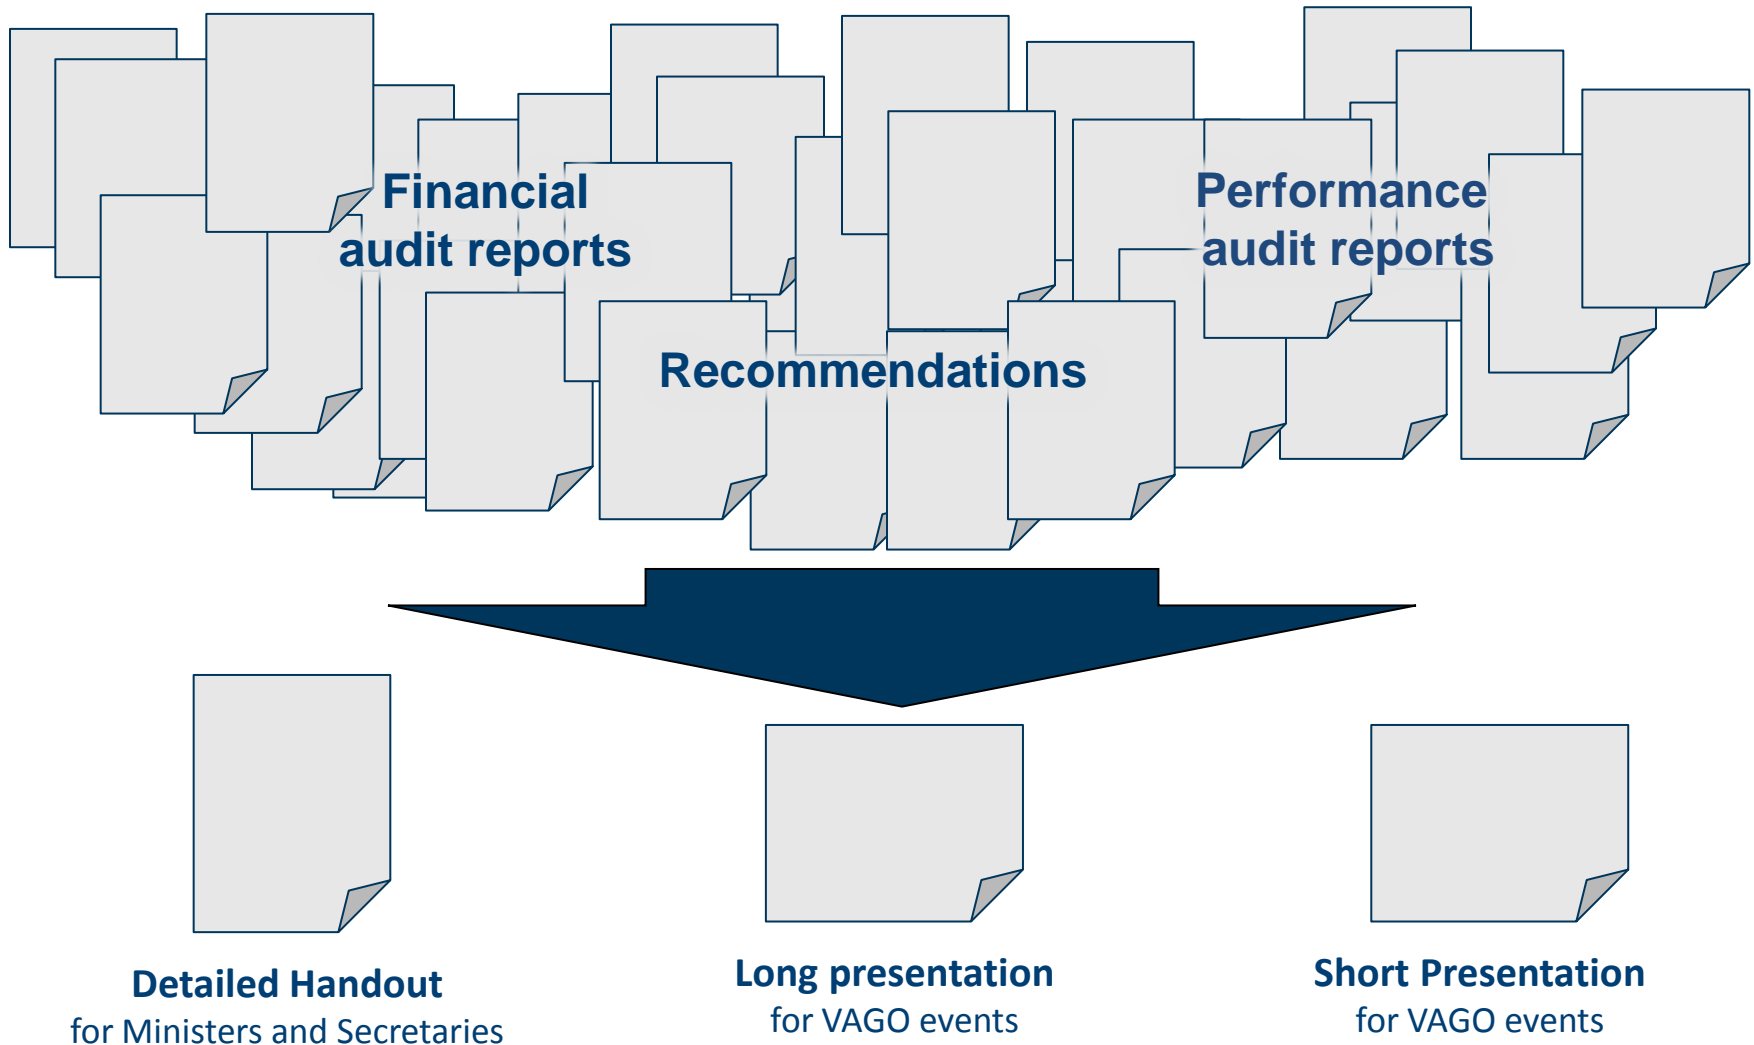 Financial
audit reports
Performance
audit reports
Recommendations
Detailed Handout
for Ministers and Secretaries
Long presentation
for VAGO events
Short Presentation
for VAGO events